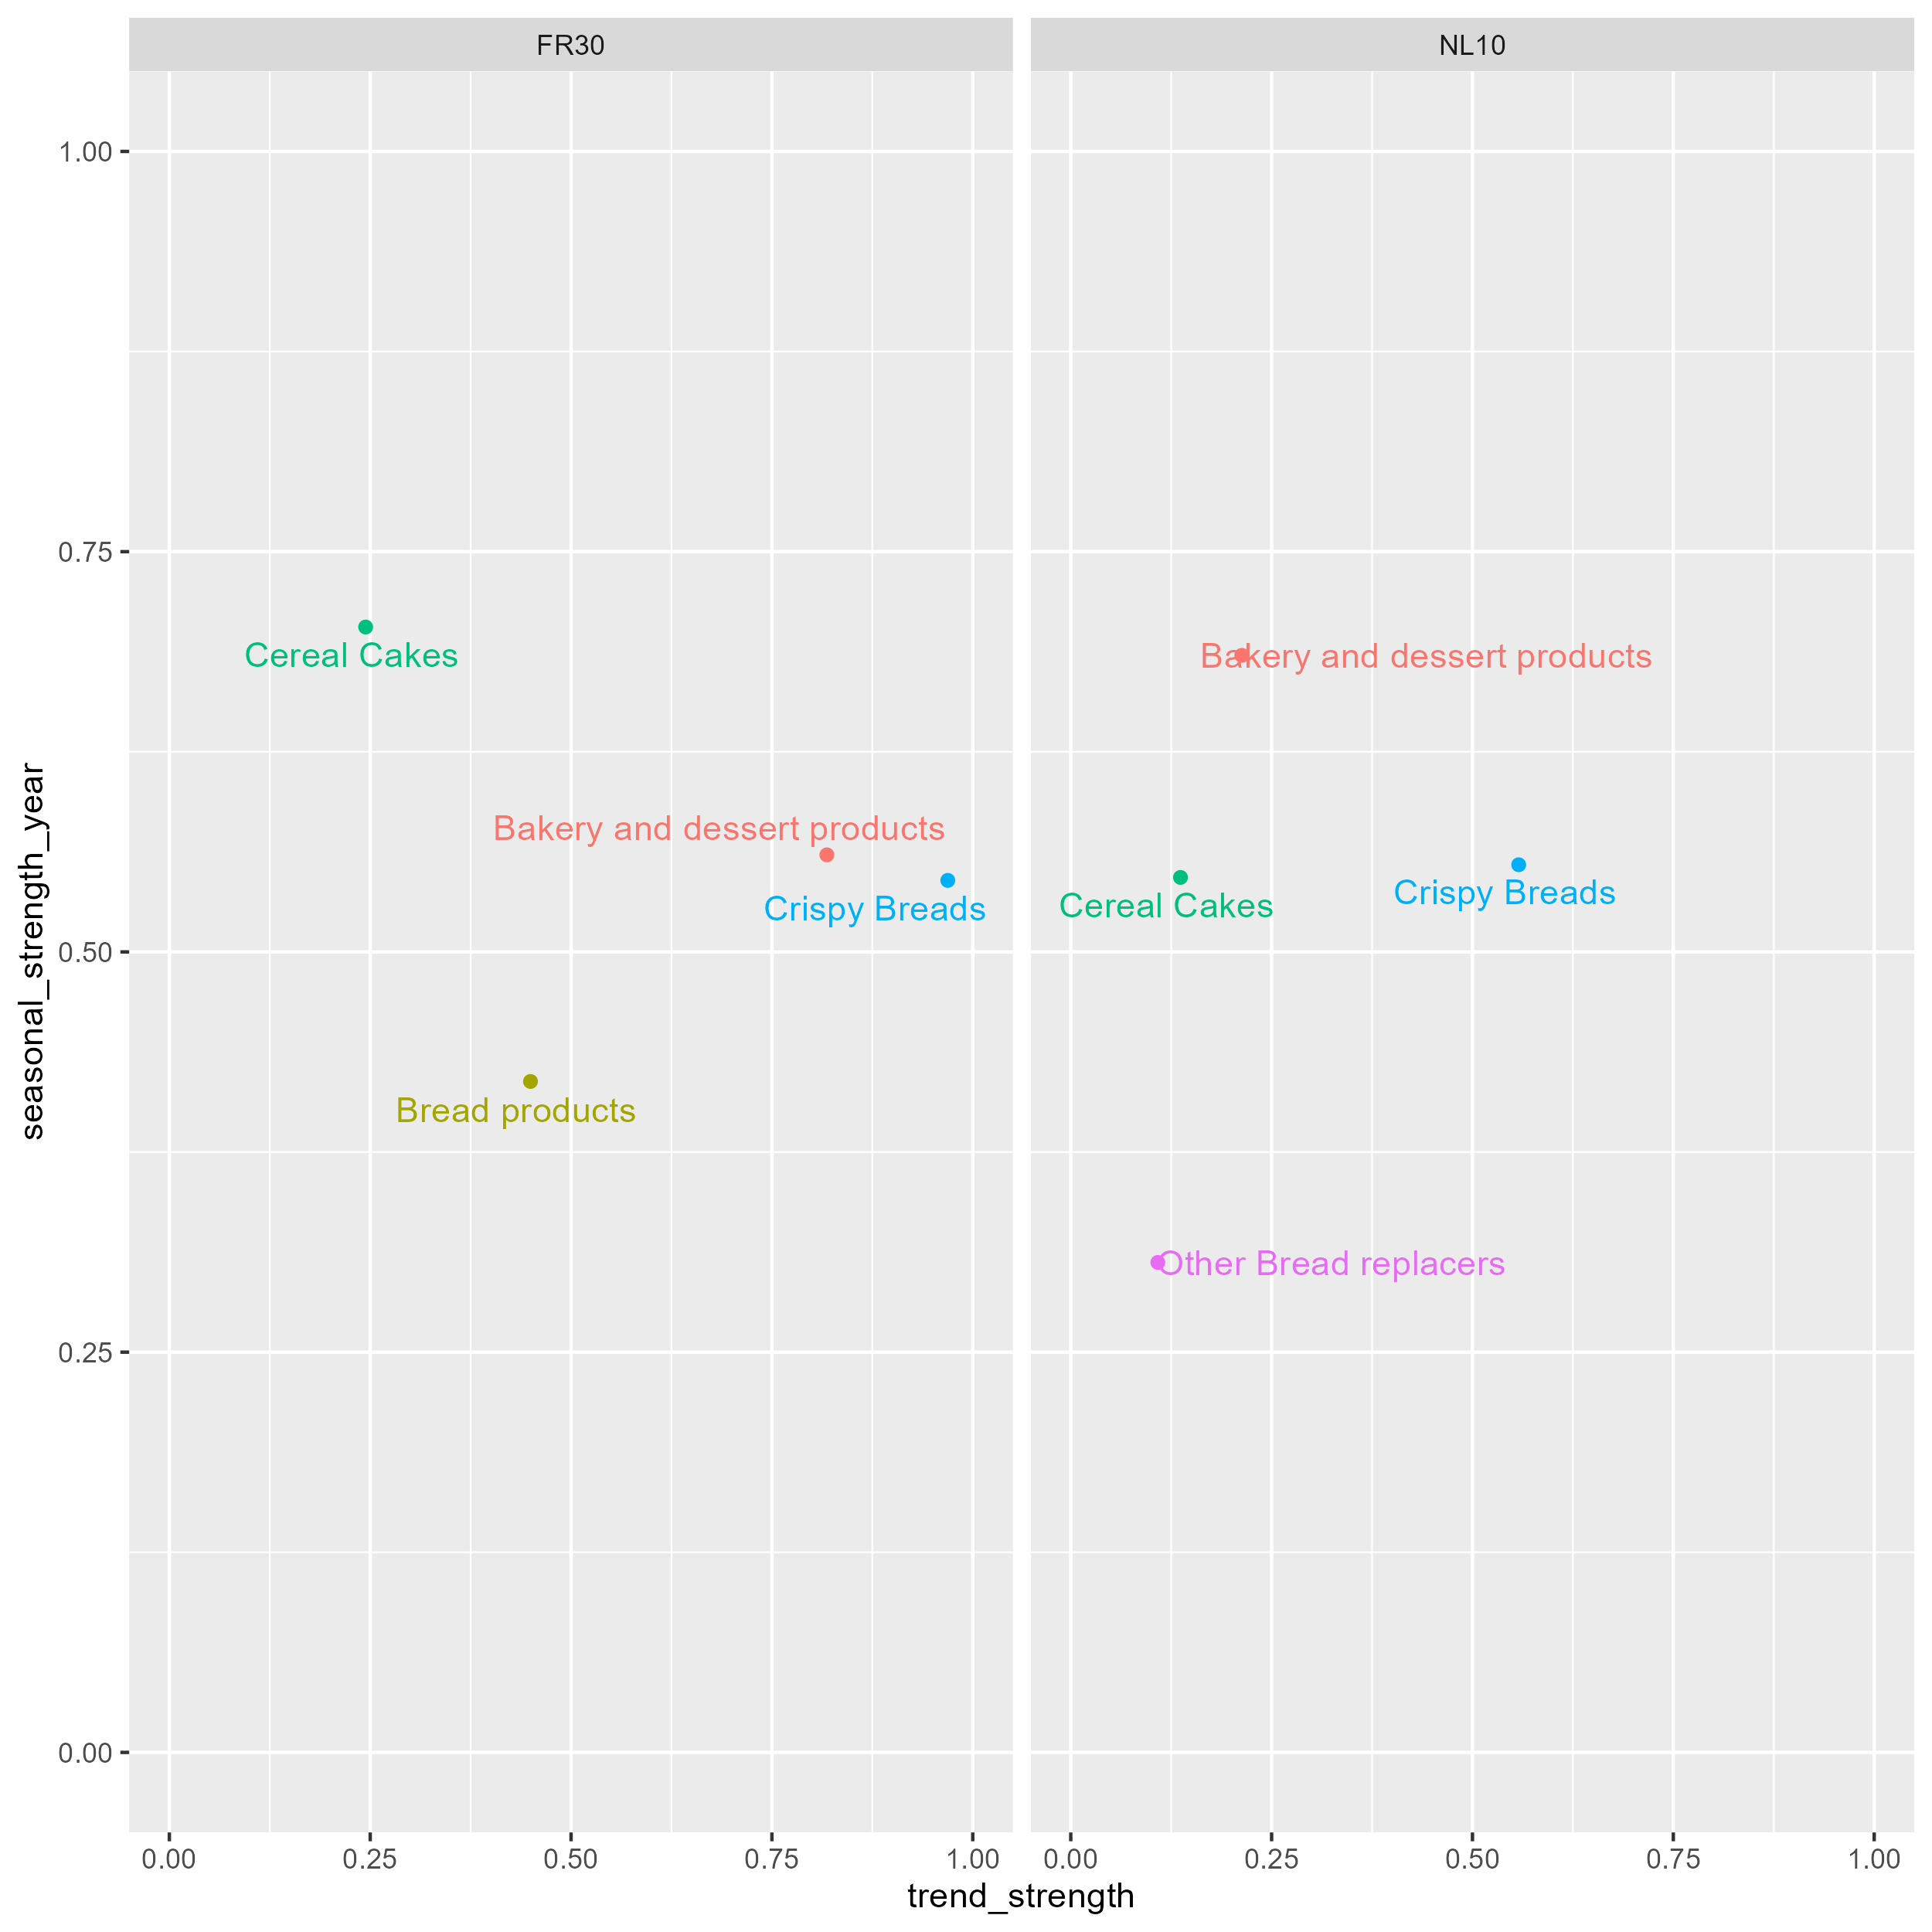 FR30
NL10
seasonal_strength_year
1.00
0.75
0.50
0.25
0.00
Cereal Cakes
Bakery and dessert products
Crispy Breads
Bread products
Bakery and dessert products
Cereal Cakes
Crispy Breads
Other Bread replacers
0.00 0.25 0.50 0.75 1.00
0.00 0.25 0.50 0.75 1.00
trend_strength